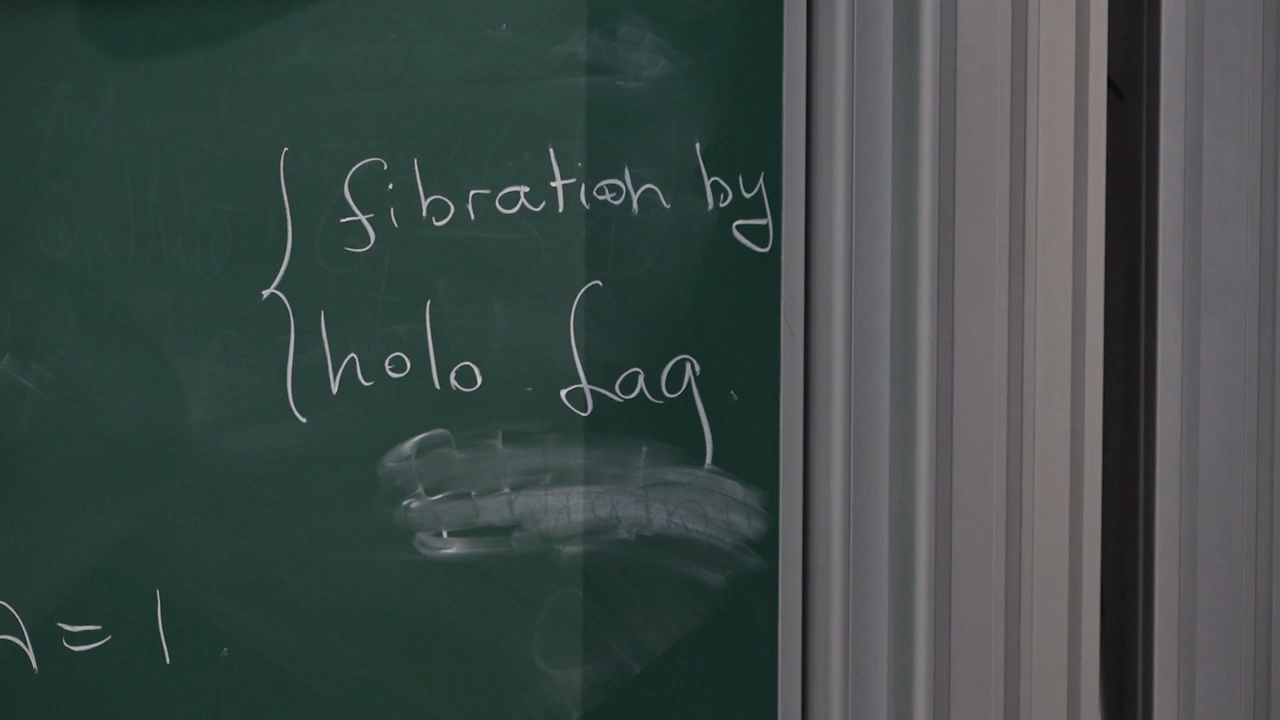 { fibration by
holo. Lag.
λ = 1.